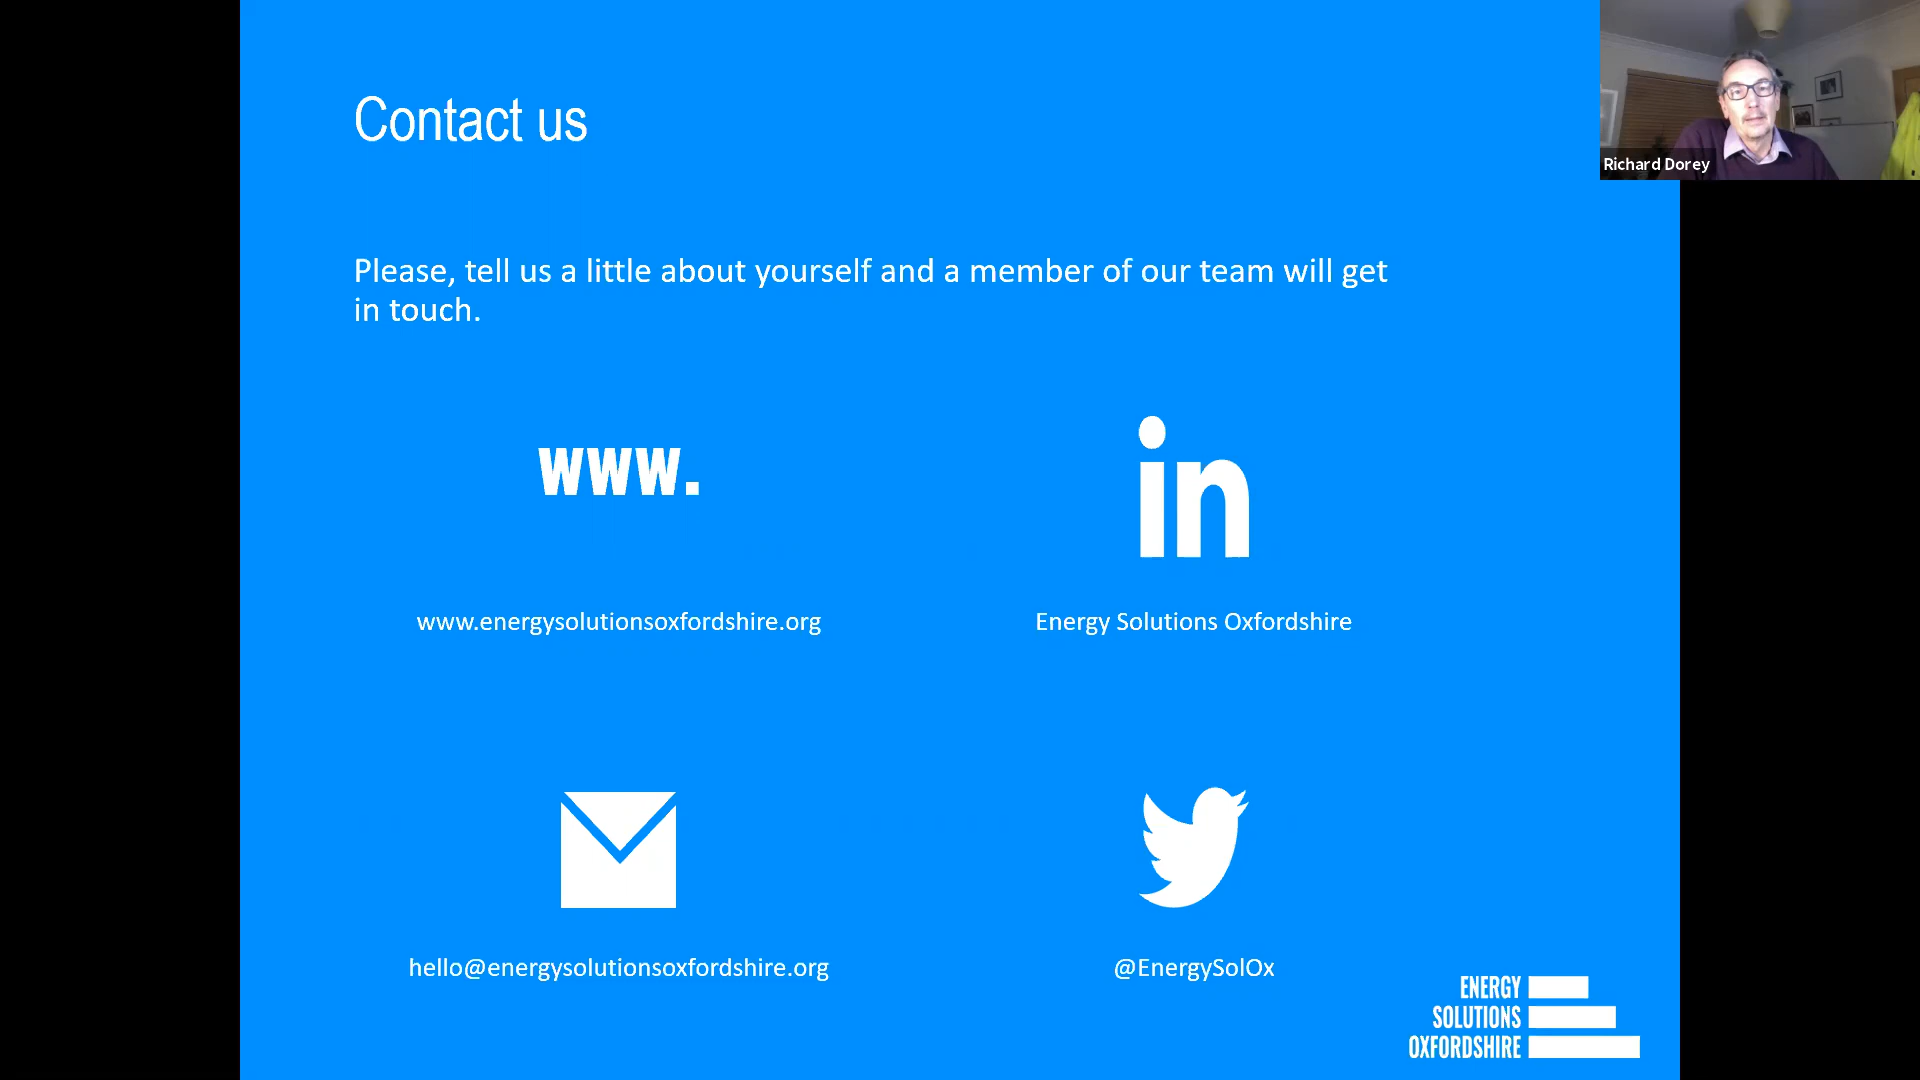 Contact us
Richard Dorey
Please, tell us a little about yourself and a member of our team will get
in touch.
www.
in
www.energysolutionsoxfordshire.org
Energy Solutions Oxfordshire
hello@energysolutionsoxfordshire.org
@EnergySolOx
ENERGY
SOLUTIONS
OXFORDSHIRE